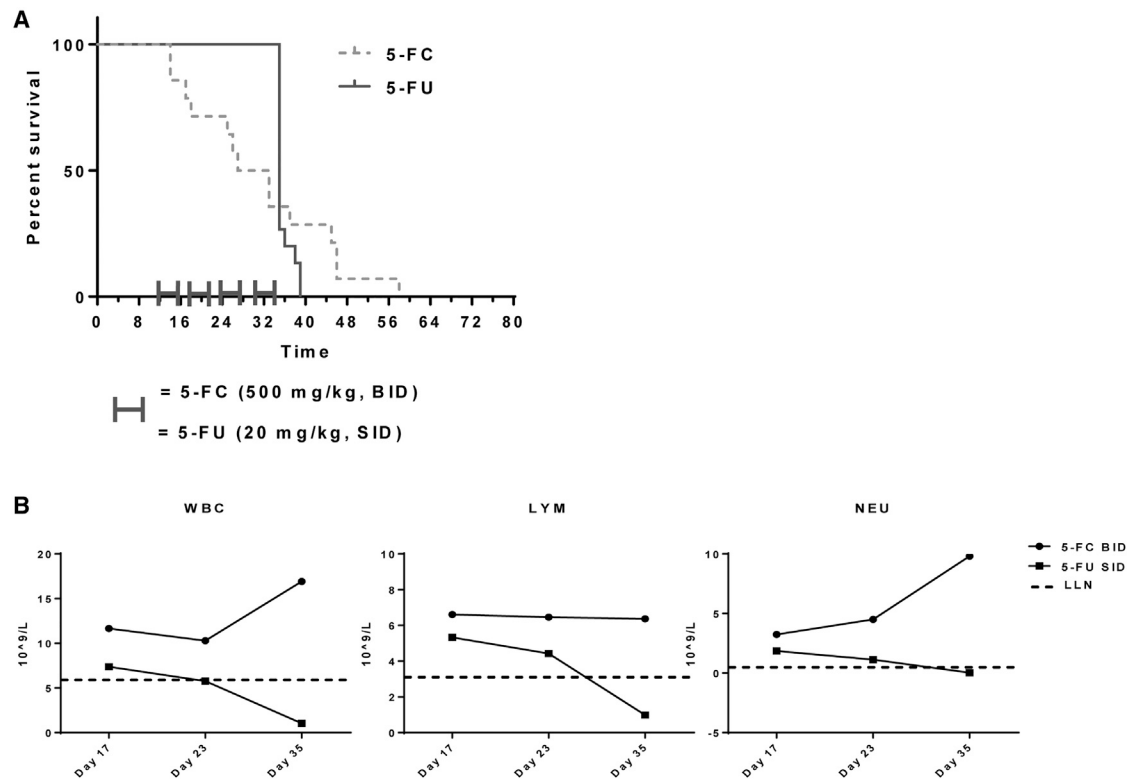 A
Percent survival
100
50
0
0 8 16 24 32 40 48 56 64 72 80
Time
5-FC
5-FU
= 5-FC (500 mg/kg, BID)
= 5-FU (20 mg/kg, SID)
B
WBC
10^9/L
20
15
10
5
0
Day 17 Day 23 Day 35
LYM
10^9/L
10
8
6
4
2
0
Day 17 Day 23 Day 35
NEU
10^9/L
10
5
0
-5
Day 17 Day 23 Day 35
5-FC BID
5-FU SID
LLN